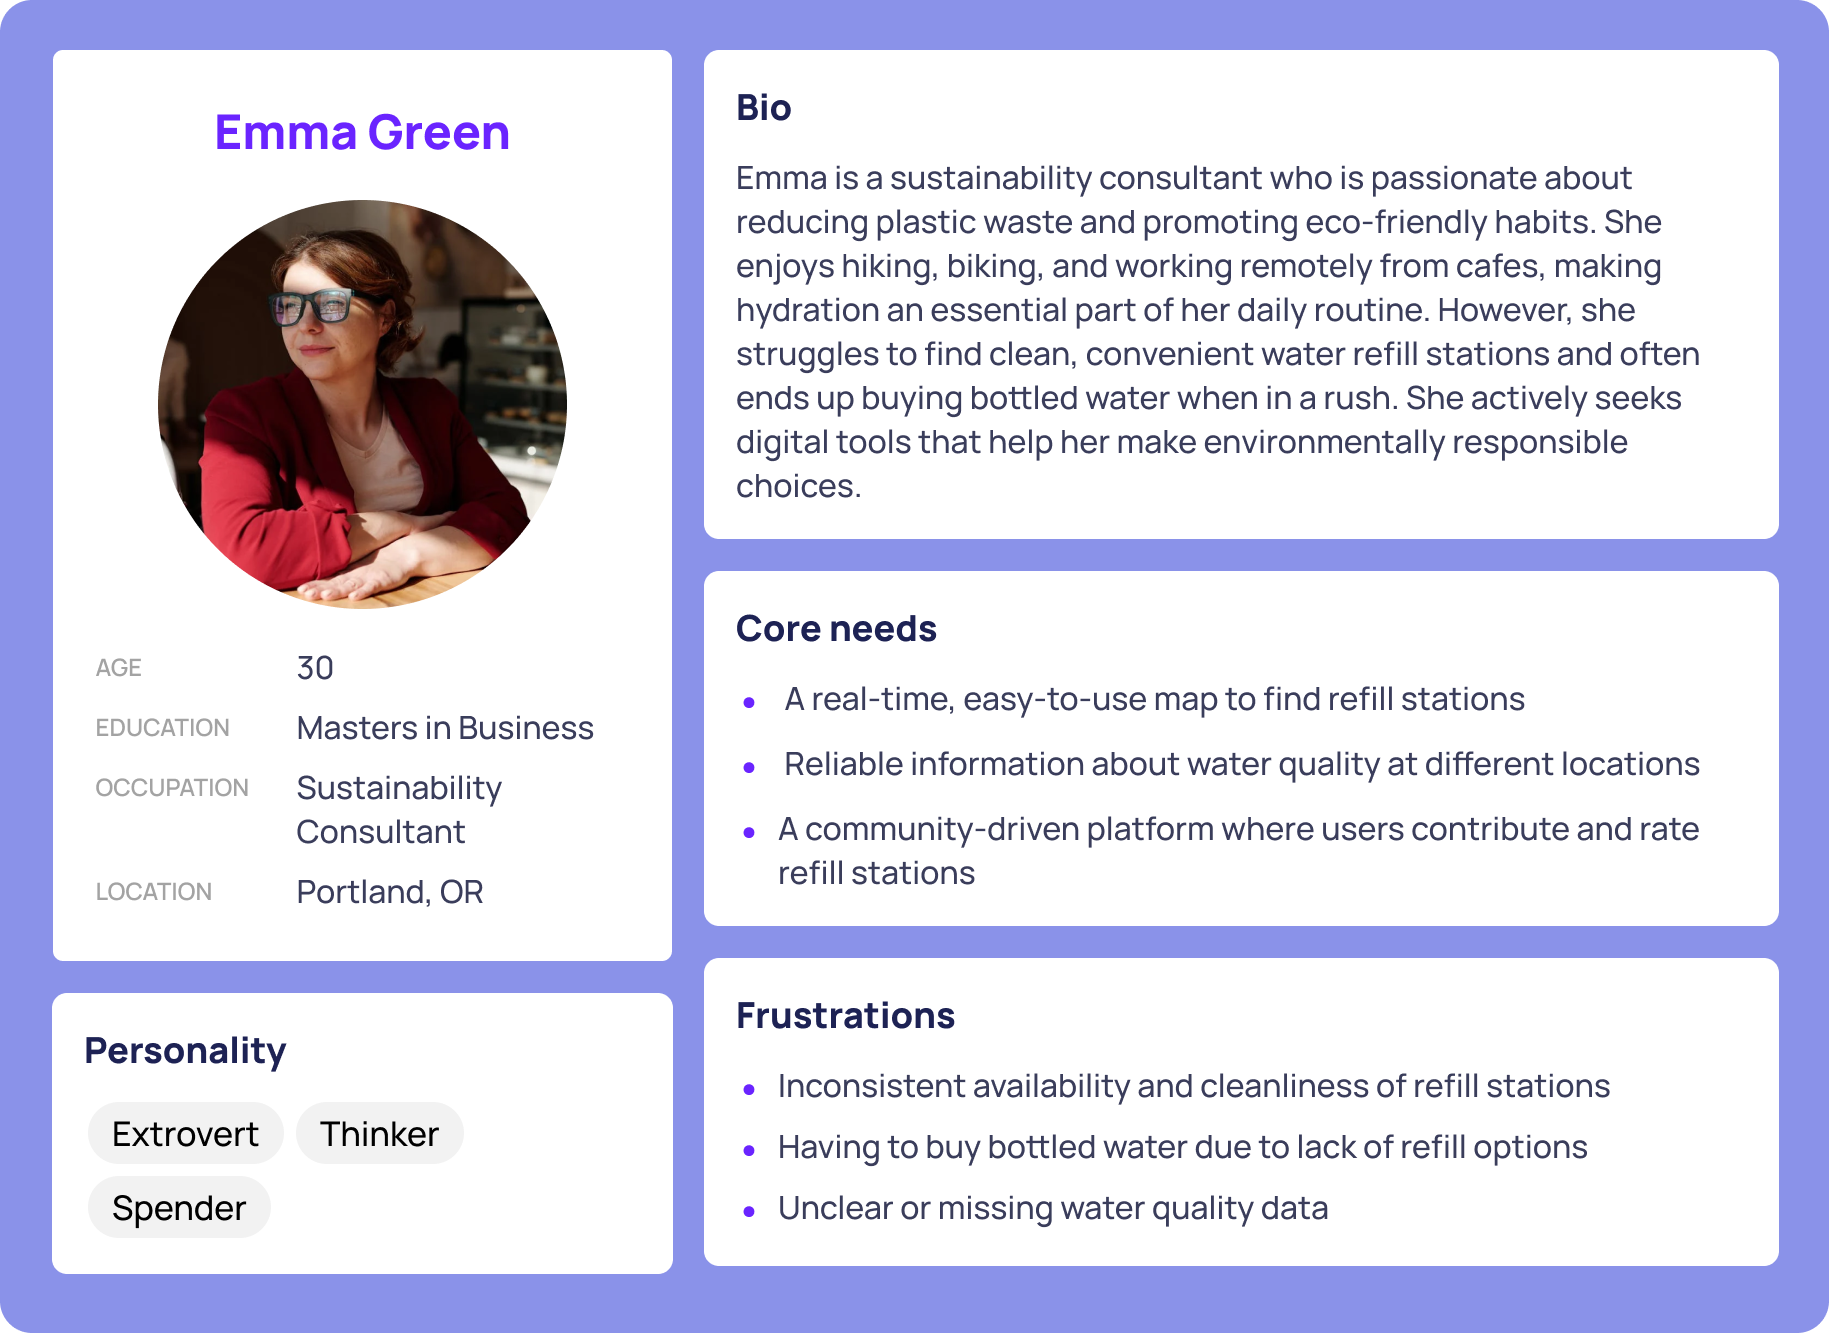 Emma Green
AGE 30
EDUCATION Masters in Business
OCCUPATION Sustainability
Consultant
LOCATION Portland, OR
Personality
Extrovert Thinker
Spender
Bio
Emma is a sustainability consultant who is passionate about
reducing plastic waste and promoting eco-friendly habits. She
enjoys hiking, biking, and working remotely from cafes, making
hydration an essential part of her daily routine. However, she
struggles to find clean, convenient water refill stations and often
ends up buying bottled water when in a rush. She actively seeks
digital tools that help her make environmentally responsible
choices.
Core needs
• A real-time, easy-to-use map to find refill stations
• Reliable information about water quality at different locations
• A community-driven platform where users contribute and rate
refill stations
Frustrations
• Inconsistent availability and cleanliness of refill stations
• Having to buy bottled water due to lack of refill options
• Unclear or missing water quality data